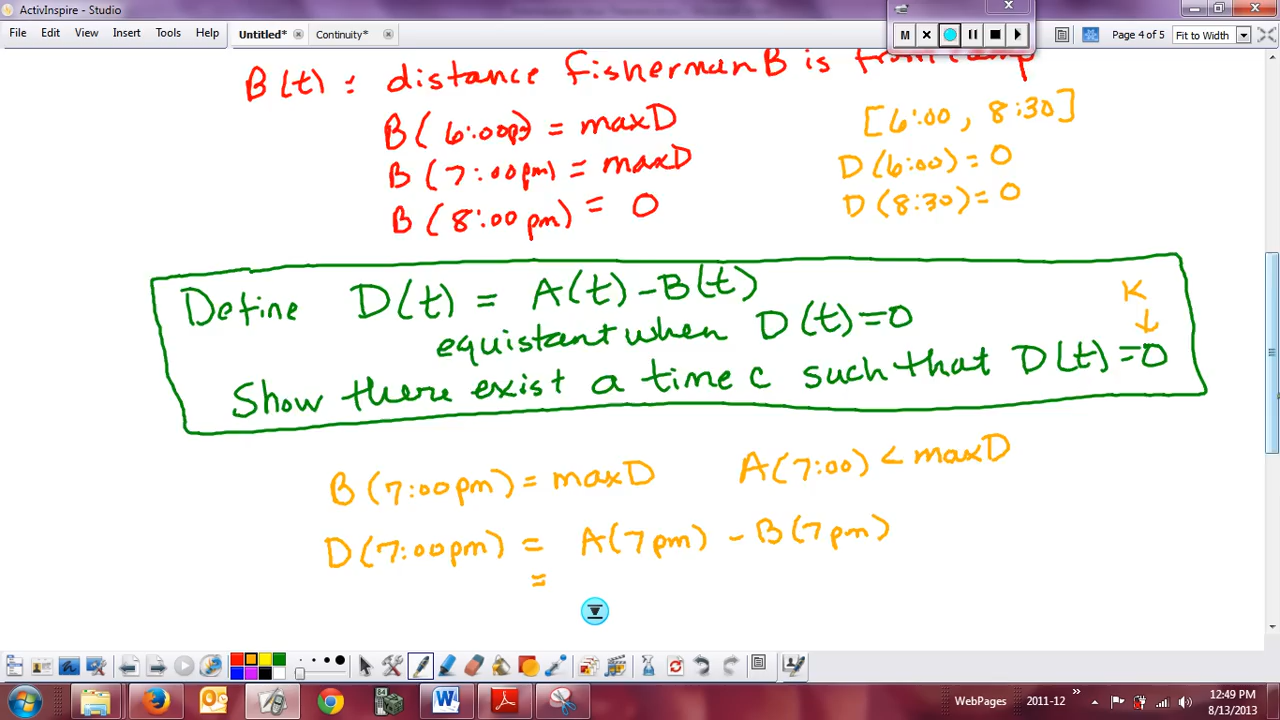 ActivInspire - Studio
File Edit View Insert Tools Help Untitled* Continuity* Page 4 of 5 Fit to Width
M
B(t) : distance fisherman B is from camp
B(6:00pm) = maxD
[6:00, 8:30]
B(7:00pm) = maxD
D(6:00) = 0
B(8:00pm) = 0
D(8:30) = 0
Define D(t) = A(t) - B(t)
K
↓
equistant when D(t) = 0
Show there exist a time c such that D(t) = 0
B(7:00pm) = maxD A(7:00) < maxD
D(7:00pm) = A(7pm) - B(7pm)
=
WebPages 2011-12 12:49 PM
8/13/2013